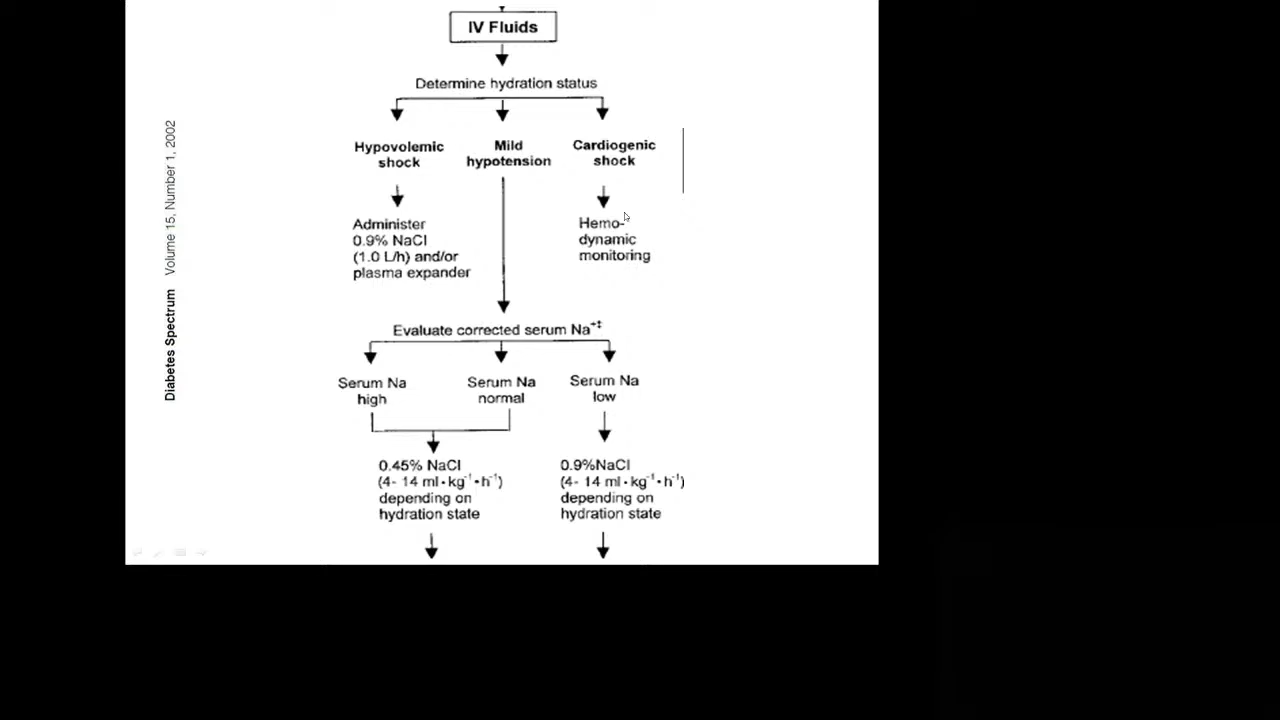 IV Fluids
Determine hydration status
Hypovolemic
shock
Mild
hypotension
Cardiogenic
shock
Administer
0.9% NaCl
(1.0 L/h) and/or
plasma expander
Hemo-
dynamic
monitoring
Evaluate corrected serum Na⁺‡
Serum Na
high
Serum Na
normal
Serum Na
low
0.45% NaCl
(4- 14 ml・kg⁻¹・h⁻¹)
depending on
hydration state
0.9%NaCl
(4- 14 ml・kg⁻¹・h⁻¹)
depending on
hydration state
Diabetes Spectrum Volume 15, Number 1, 2002